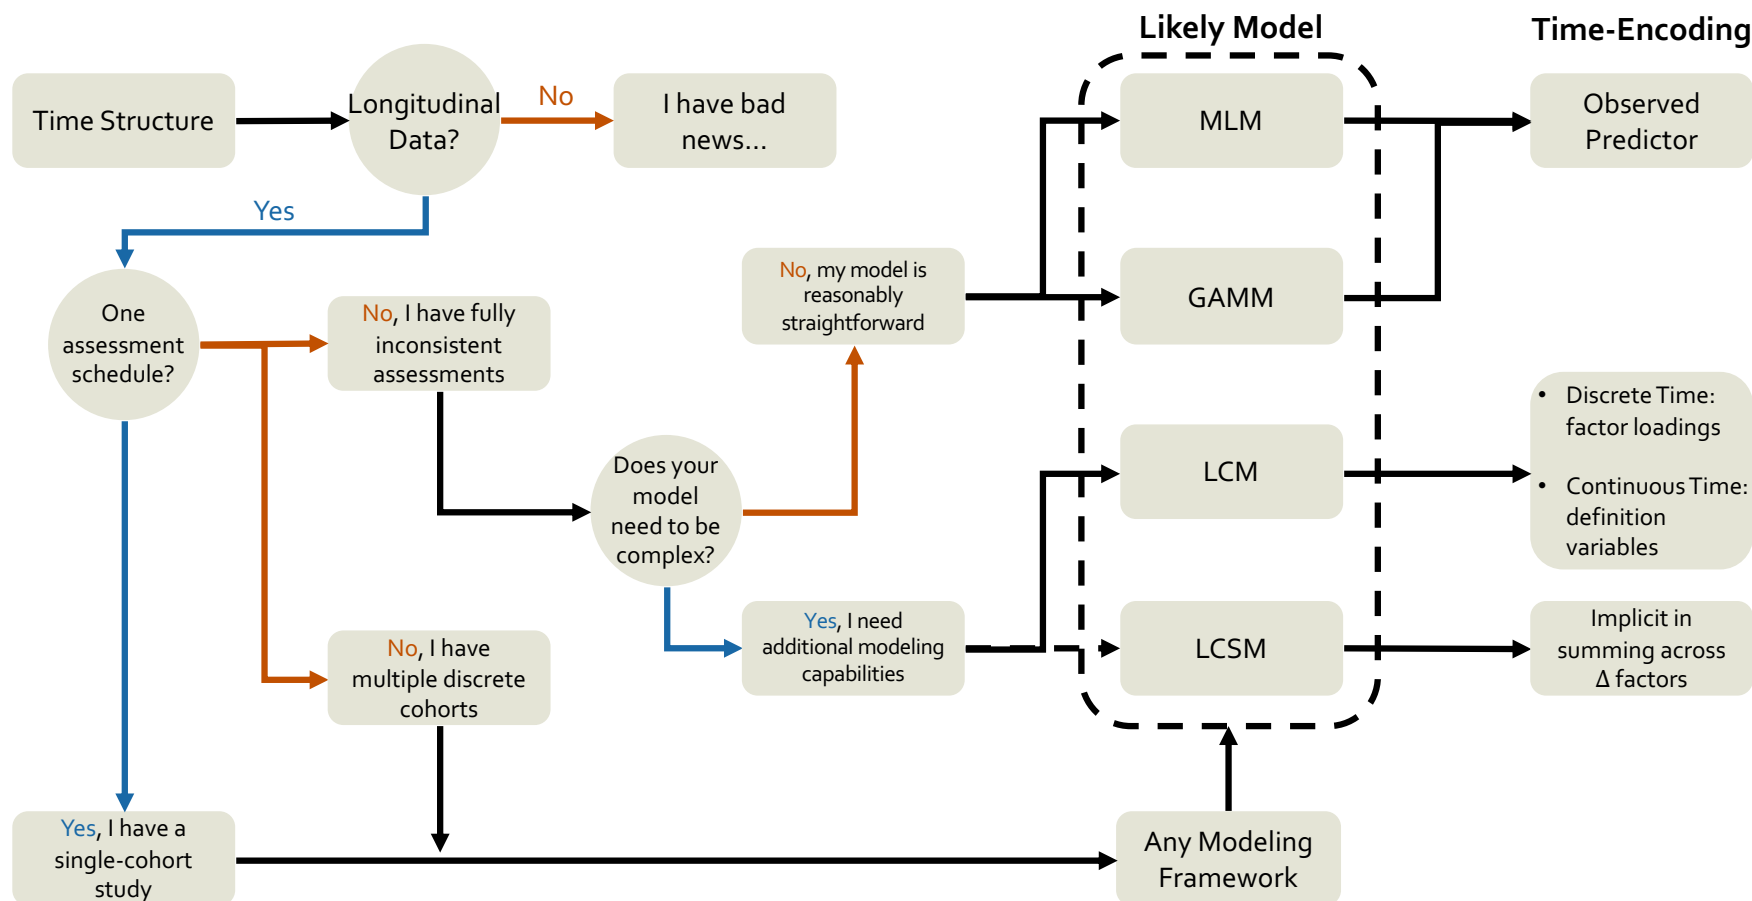 Likely Model
Time-Encoding
Time Structure
Longitudinal
Data?
No
I have bad
news...
MLM
Observed
Predictor
Yes
One
assessment
schedule?
No, I have fully
inconsistent
assessments
No, my model is
reasonably
straightforward
GAMM
Does your
model
need to be
complex?
LCM
• Discrete Time:
factor loadings
• Continuous Time:
definition
variables
No, I have
multiple discrete
cohorts
Yes, I need
additional modeling
capabilities
LCSM
Implicit in
summing across
Δ factors
Yes, I have a
single-cohort
study
Any Modeling
Framework